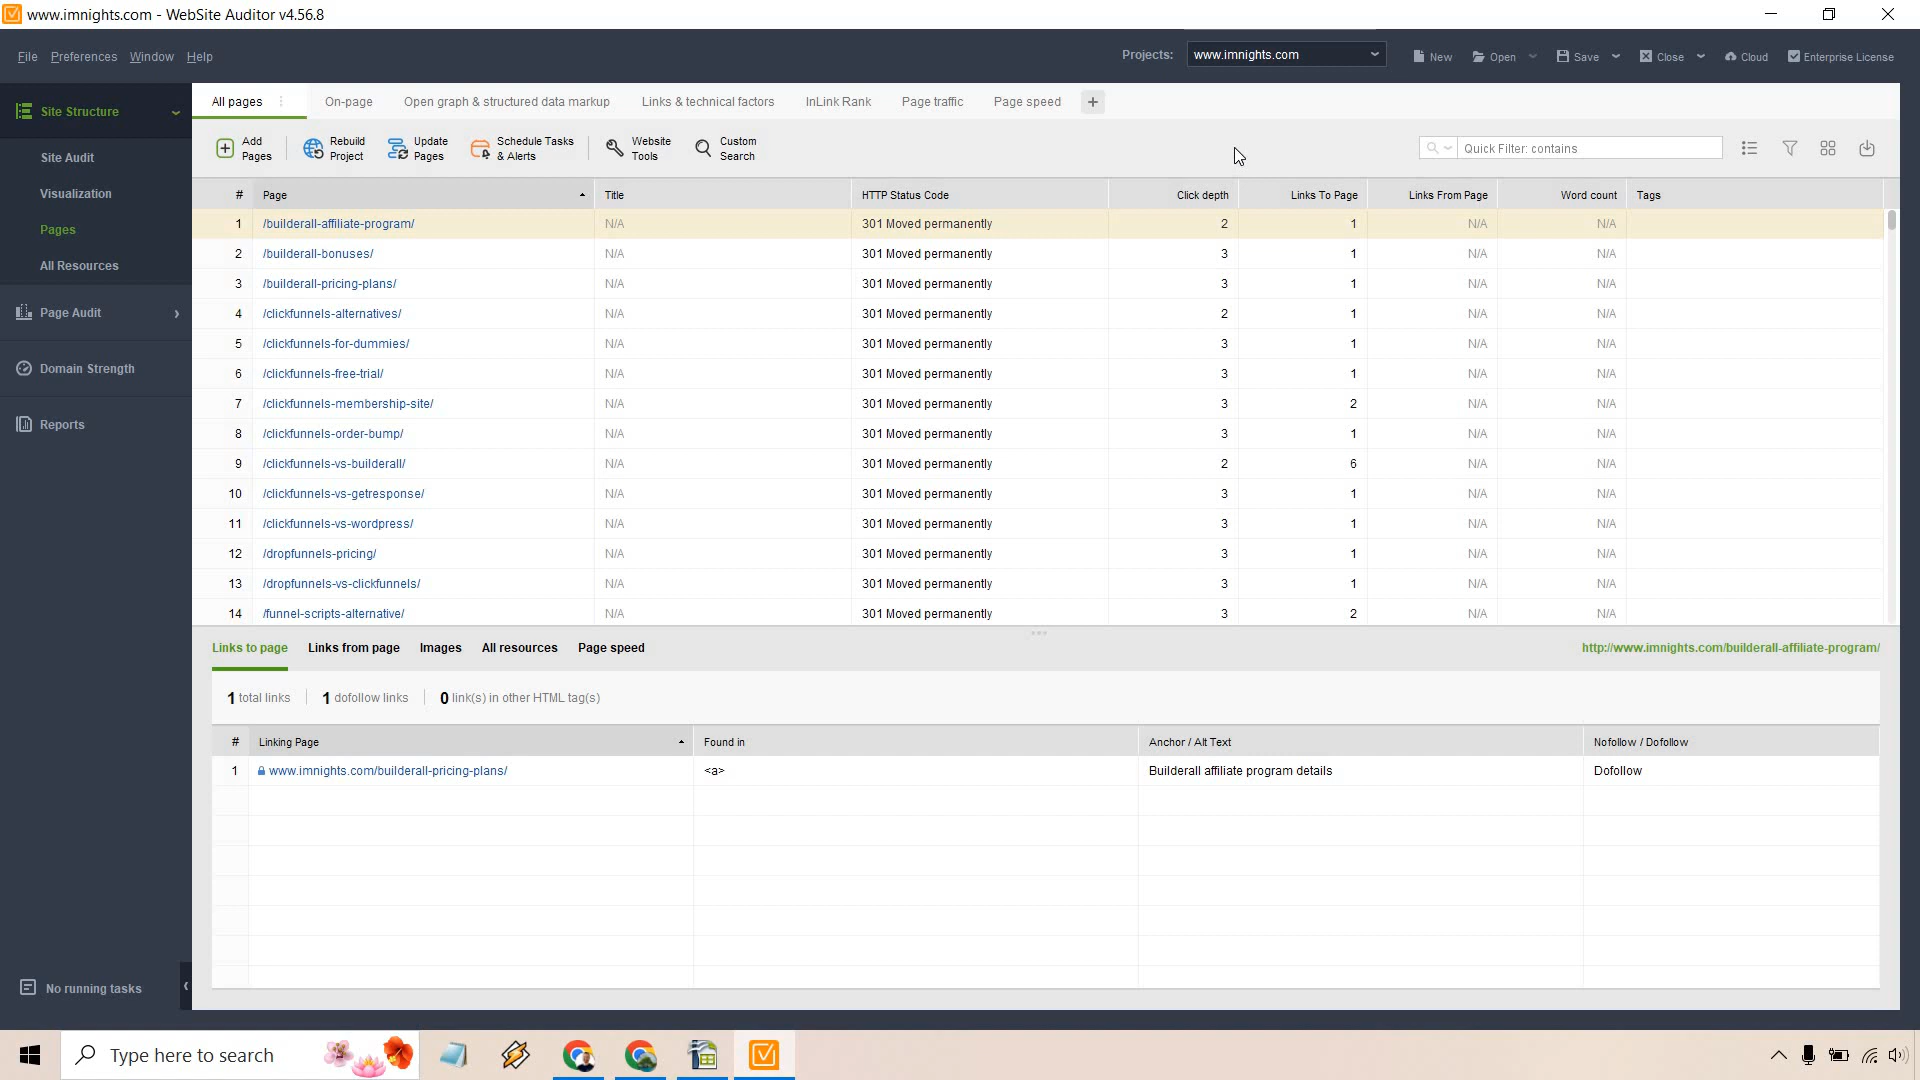 www.imnights.com - WebSite Auditor v4.56.8
File Preferences Window Help
Projects: www.imnights.com New Open Save Close Cloud Enterprise License
Site Structure
Site Audit
Visualization
Pages
All Resources
Page Audit
Domain Strength
Reports
No running tasks
All pages On-page Open graph & structured data markup Links & technical factors InLink Rank Page traffic Page speed +
Add Pages Rebuild Project Update Pages Schedule Tasks & Alerts Website Tools Custom Search Quick Filter: contains
# Page Title HTTP Status Code Click depth Links To Page Links From Page Word count Tags
1 /builderall-affiliate-program/ N/A 301 Moved permanently 2 1 N/A N/A
2 /builderall-bonuses/ N/A 301 Moved permanently 3 1 N/A N/A
3 /builderall-pricing-plans/ N/A 301 Moved permanently 3 1 N/A N/A
4 /clickfunnels-alternatives/ N/A 301 Moved permanently 2 1 N/A N/A
5 /clickfunnels-for-dummies/ N/A 301 Moved permanently 3 1 N/A N/A
6 /clickfunnels-free-trial/ N/A 301 Moved permanently 3 1 N/A N/A
7 /clickfunnels-membership-site/ N/A 301 Moved permanently 3 2 N/A N/A
8 /clickfunnels-order-bump/ N/A 301 Moved permanently 3 1 N/A N/A
9 /clickfunnels-vs-builderall/ N/A 301 Moved permanently 2 6 N/A N/A
10 /clickfunnels-vs-getresponse/ N/A 301 Moved permanently 3 1 N/A N/A
11 /clickfunnels-vs-wordpress/ N/A 301 Moved permanently 3 1 N/A N/A
12 /dropfunnels-pricing/ N/A 301 Moved permanently 3 1 N/A N/A
13 /dropfunnels-vs-clickfunnels/ N/A 301 Moved permanently 3 1 N/A N/A
14 /funnel-scripts-alternative/ N/A 301 Moved permanently 3 2 N/A N/A
Links to page Links from page Images All resources Page speed http://www.imnights.com/builderall-affiliate-program/
1 total links 1 dofollow links 0 link(s) in other HTML tag(s)
# Linking Page Found in Anchor / Alt Text Nofollow / Dofollow
1 www.imnights.com/builderall-pricing-plans/ <a> Builderall affiliate program details Dofollow
Type here to search